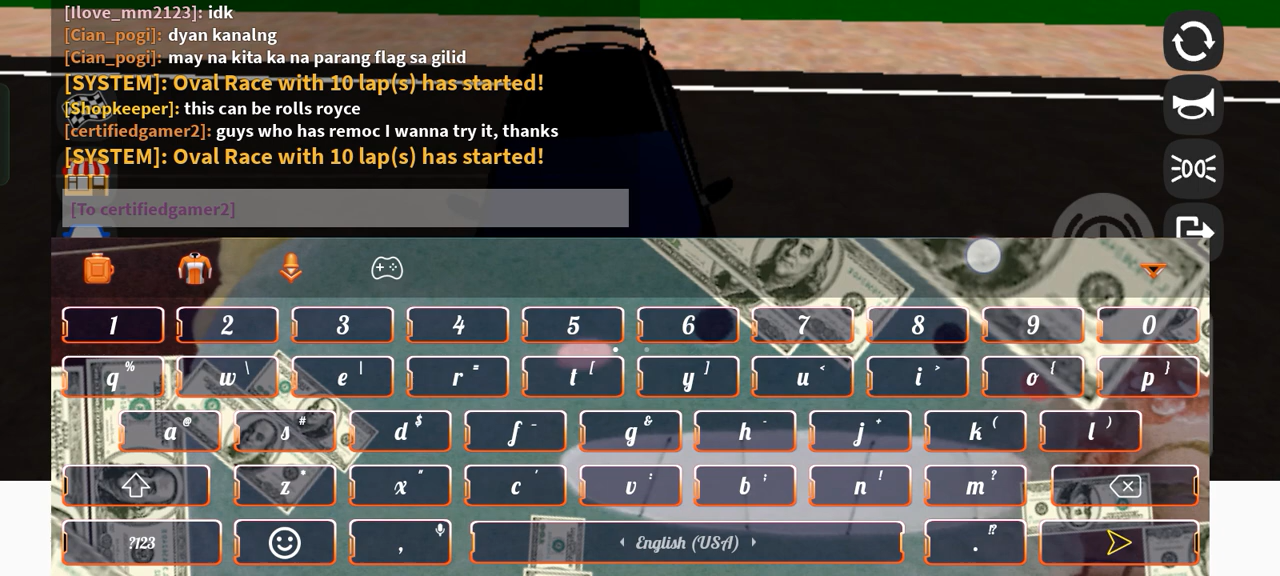 [Ilove_mm2123]: idk
[Cian_pogi]: dyan kanalng
[Cian_pogi]: may na kita ka na parang flag sa gilid
[SYSTEM]: Oval Race with 10 lap(s) has started!
[Shopkeeper]: this can be rolls royce
[certifiedgamer2]: guys who has remoc I wanna try it, thanks
[SYSTEM]: Oval Race with 10 lap(s) has started!
[To certifiedgamer2]
1 2 3 4 5 6 7 8 9 0
q % w \ e | r = t [ y ] u < i > o { p }
a @ s # d $ f _ g & h - j + k ( l )
z * x " c ' v : b ; n ! m ?
?123 , English (USA) . !?